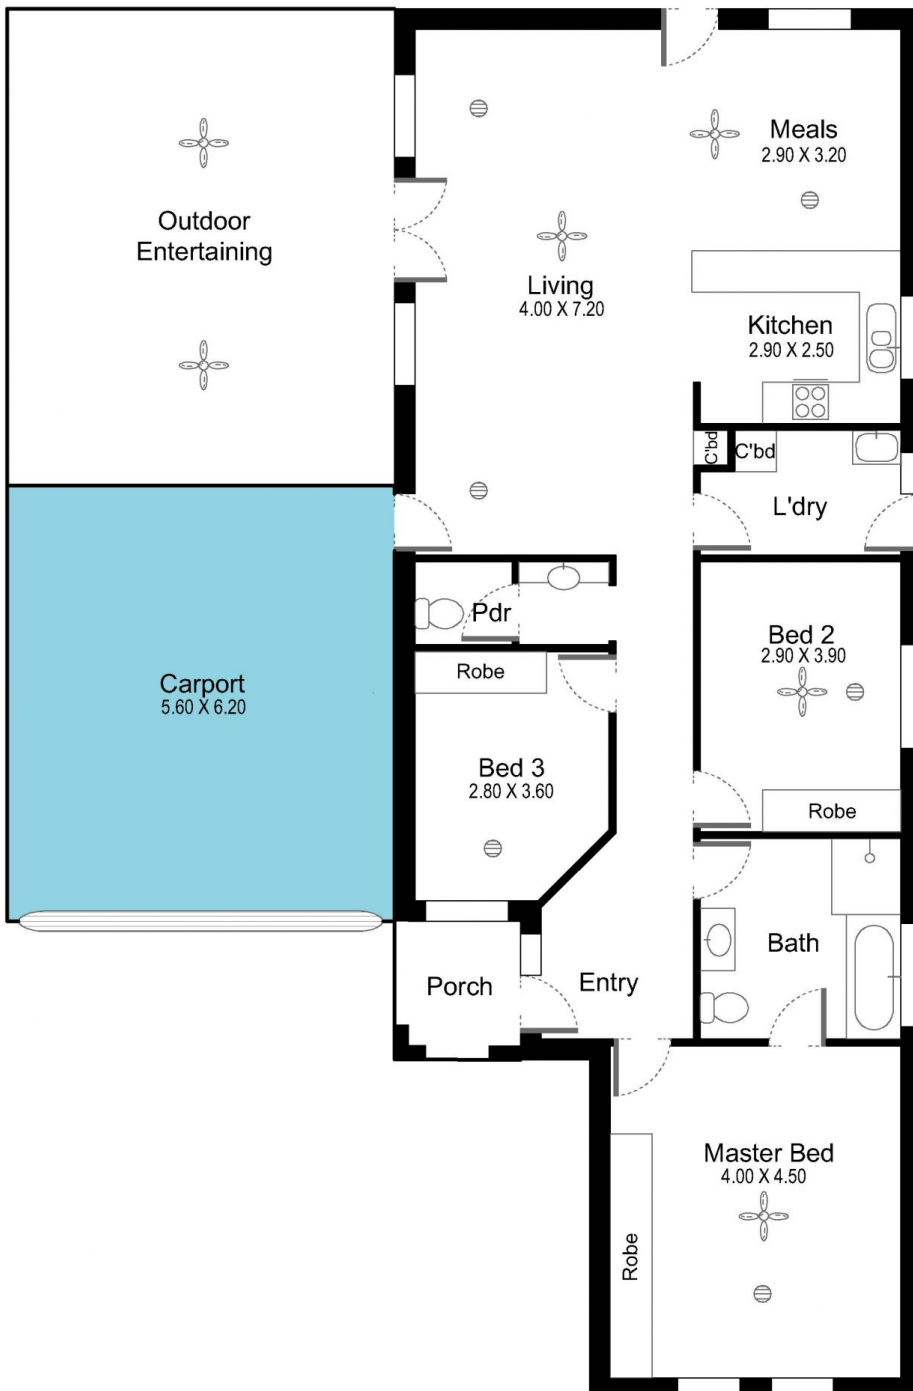 Meals
2.90 X 3.20
Outdoor
Entertaining
Living
4.00 X 7.20
Kitchen
2.90 X 2.50
C'bd
C'bd
L'dry
Pdr
Bed 2
2.90 X 3.90
Robe
Carport
5.60 X 6.20
Bed 3
2.80 X 3.60
Robe
Bath
Porch
Entry
Master Bed
4.00 X 4.50
Robe